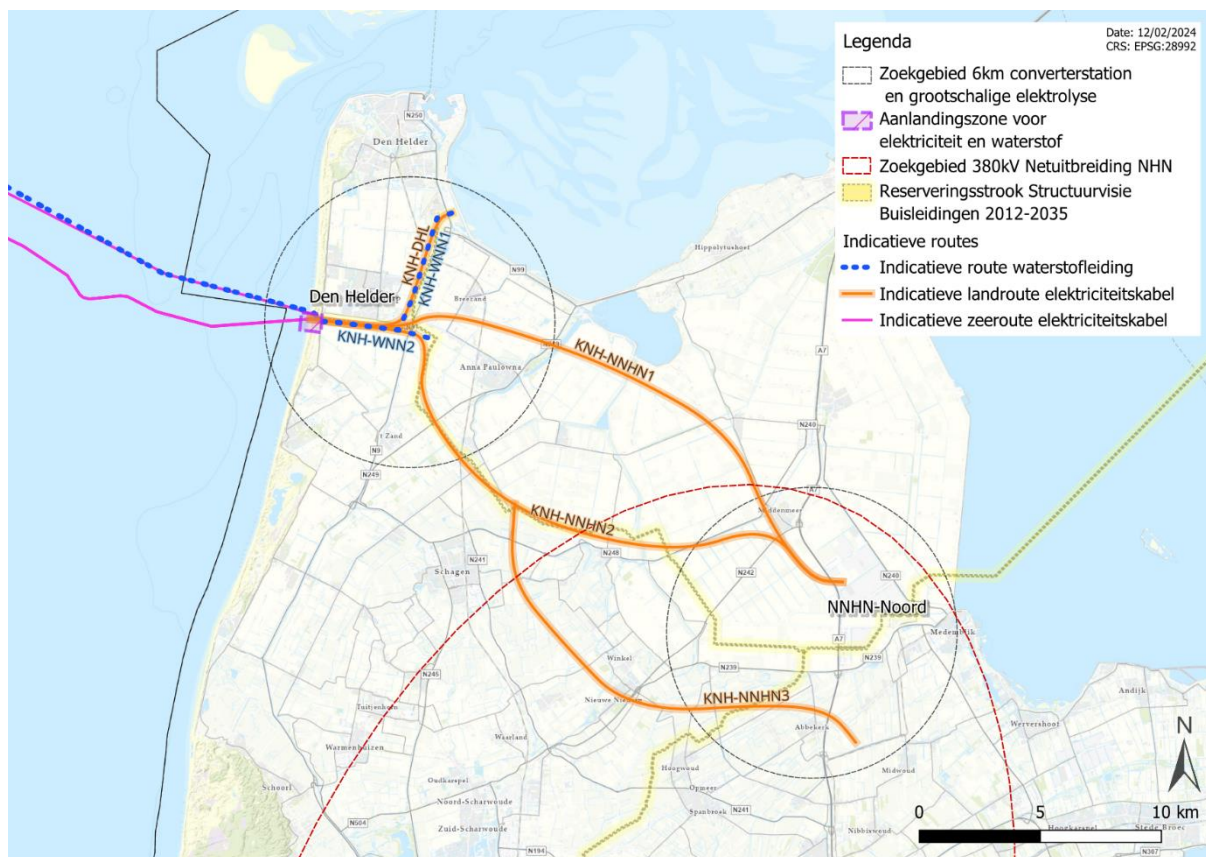 Date: 12/02/2024
CRS: EPSG:28992
Legenda
Zoekgebied 6km converterstation
en grootschalige elektrolyse
Aanlandingszone voor
elektriciteit en waterstof
Zoekgebied 380kV Netuitbreiding NHN
Reserveringsstrook Structuurvisie
Buisleidingen 2012-2035
Indicatieve routes
Indicatieve route waterstofleiding
Indicatieve landroute elektriciteitskabel
Indicatieve zeeroute elektriciteitskabel
N250
Den Helder
KNH-DHL
KNH-WNN1
Hippolytushoef
N99
Den Helder
Breezand
KNH-WNN2
KNH-NNHN1
A7
Anna Paulowna
N240
't Zand
N9
N249
A7
Middenmeer
KNH-NNHN2
N248
N241
N242
Schagen
N240
NNHN-Noord
Medemblik
A7
N239
N239
Winkel
N245
Nieuwe Niedorp
KNH-NNHN3
Andijk
Tuitjenhorn
Abbekerk
Wervershoof
Waarland
Warmenhuizen
Hoogwoud
Midwoud
Oudkarspel
Opmeer
Schoorl
Noord-Scharwoude
Spanbroek
N241
N504
Zuid-Scharwoude
Nibbixwoud
Hoogkarspel
Stede Broec
N194
N307
N
0 5 10 km